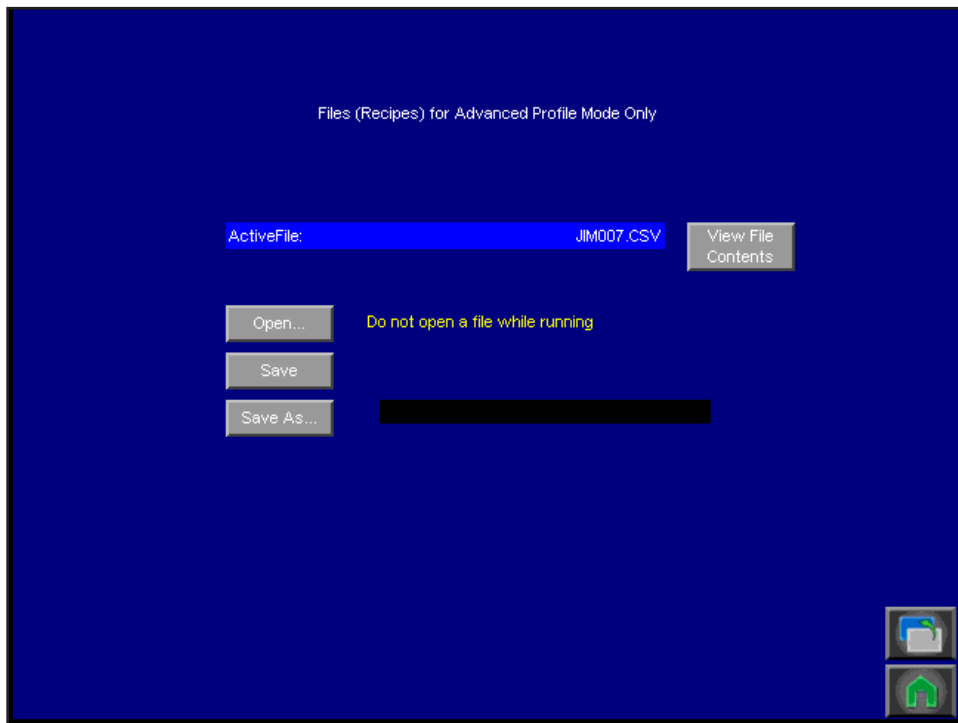 Files (Recipes) for Advanced Profile Mode Only
ActiveFile: JIM007.CSV
View File
Contents
Open... Do not open a file while running
Save
Save As...